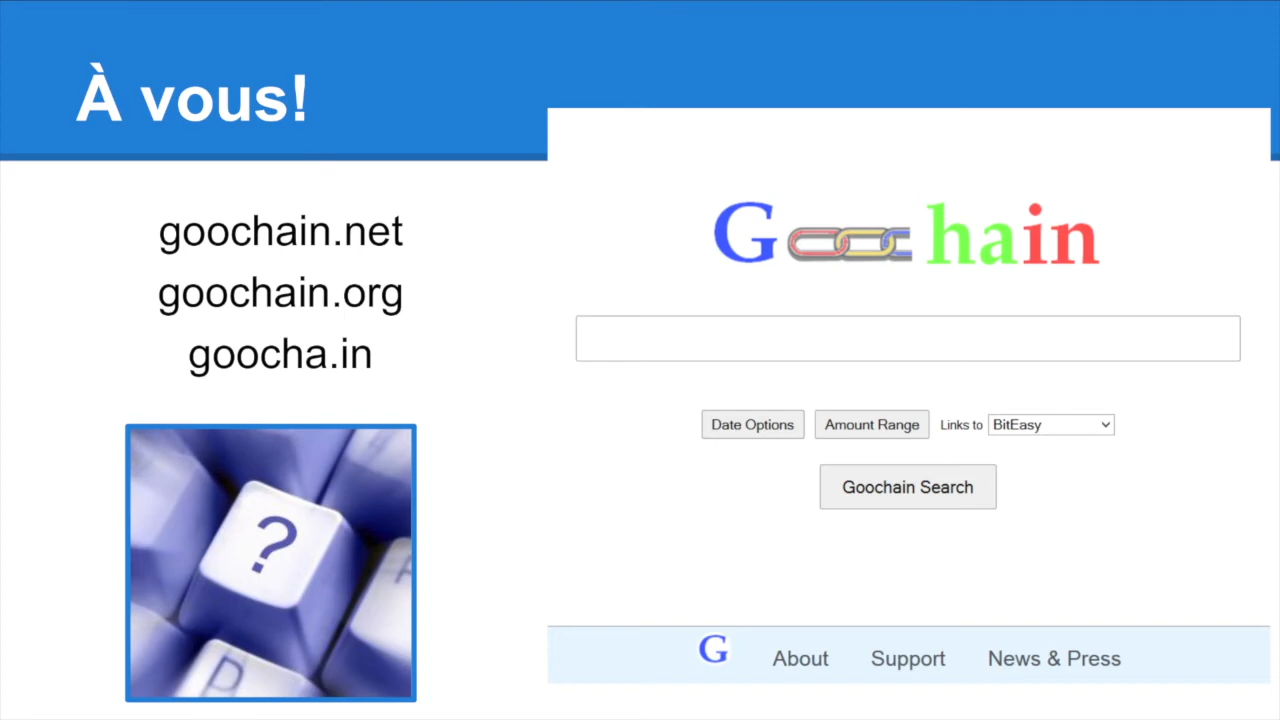 À vous!
goochain.net
goochain.org
goocha.in
?
P
G hain
Date Options Amount Range Links to BitEasy
Goochain Search
G About Support News & Press